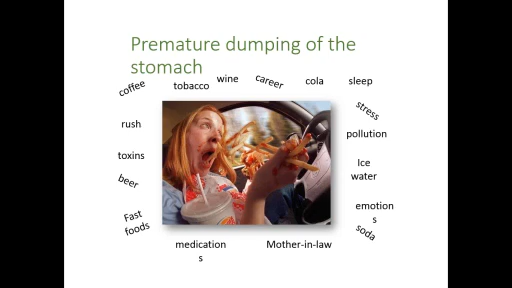 Premature dumping of the
stomach
coffee
tobacco
wine
career
cola
sleep
rush
stress
pollution
toxins
Ice
water
beer
emotion
s
Fast
foods
soda
medication
s
Mother-in-law